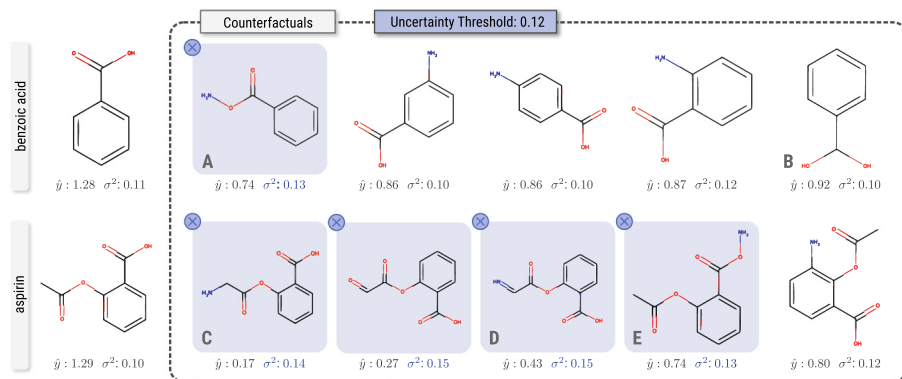 Counterfactuals
Uncertainty Threshold: 0.12
benzoic acid
O
OH
H₂N
O
O
A
NH₂
O
OH
H₂N
O
OH
H₂N
O
OH
B
HO
OH
ŷ : 1.28 σ²: 0.11
ŷ : 0.74 σ²: 0.13
ŷ : 0.86 σ²: 0.10
ŷ : 0.86 σ²: 0.10
ŷ : 0.87 σ²: 0.12
ŷ : 0.92 σ²: 0.10
aspirin
O
OH
O
O
C
H₂N
O
O
O
OH
O
O
O
O
OH
D
HN
O
O
O
OH
E
NH₂
O
O
O
O
NH₂
O
O
O
OH
ŷ : 1.29 σ²: 0.10
ŷ : 0.17 σ²: 0.14
ŷ : 0.27 σ²: 0.15
ŷ : 0.43 σ²: 0.15
ŷ : 0.74 σ²: 0.13
ŷ : 0.80 σ²: 0.12